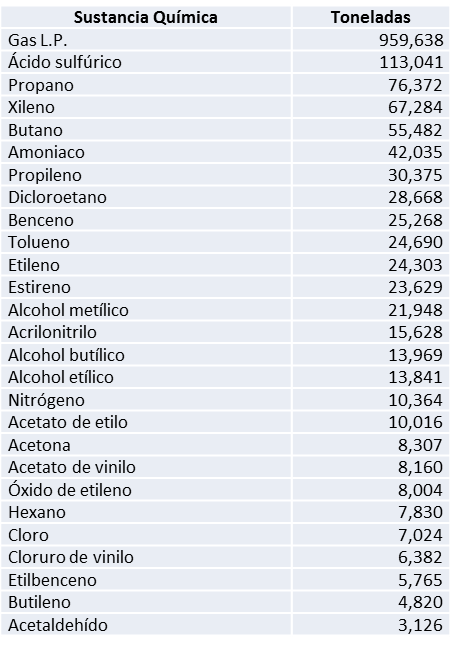 Sustancia Química Toneladas
Gas L.P. 959,638
Ácido sulfúrico 113,041
Propano 76,372
Xileno 67,284
Butano 55,482
Amoniaco 42,035
Propileno 30,375
Dicloroetano 28,668
Benceno 25,268
Tolueno 24,690
Etileno 24,303
Estireno 23,629
Alcohol metílico 21,948
Acrilonitrilo 15,628
Alcohol butílico 13,969
Alcohol etílico 13,841
Nitrógeno 10,364
Acetato de etilo 10,016
Acetona 8,307
Acetato de vinilo 8,160
Óxido de etileno 8,004
Hexano 7,830
Cloro 7,024
Cloruro de vinilo 6,382
Etilbenceno 5,765
Butileno 4,820
Acetaldehído 3,126